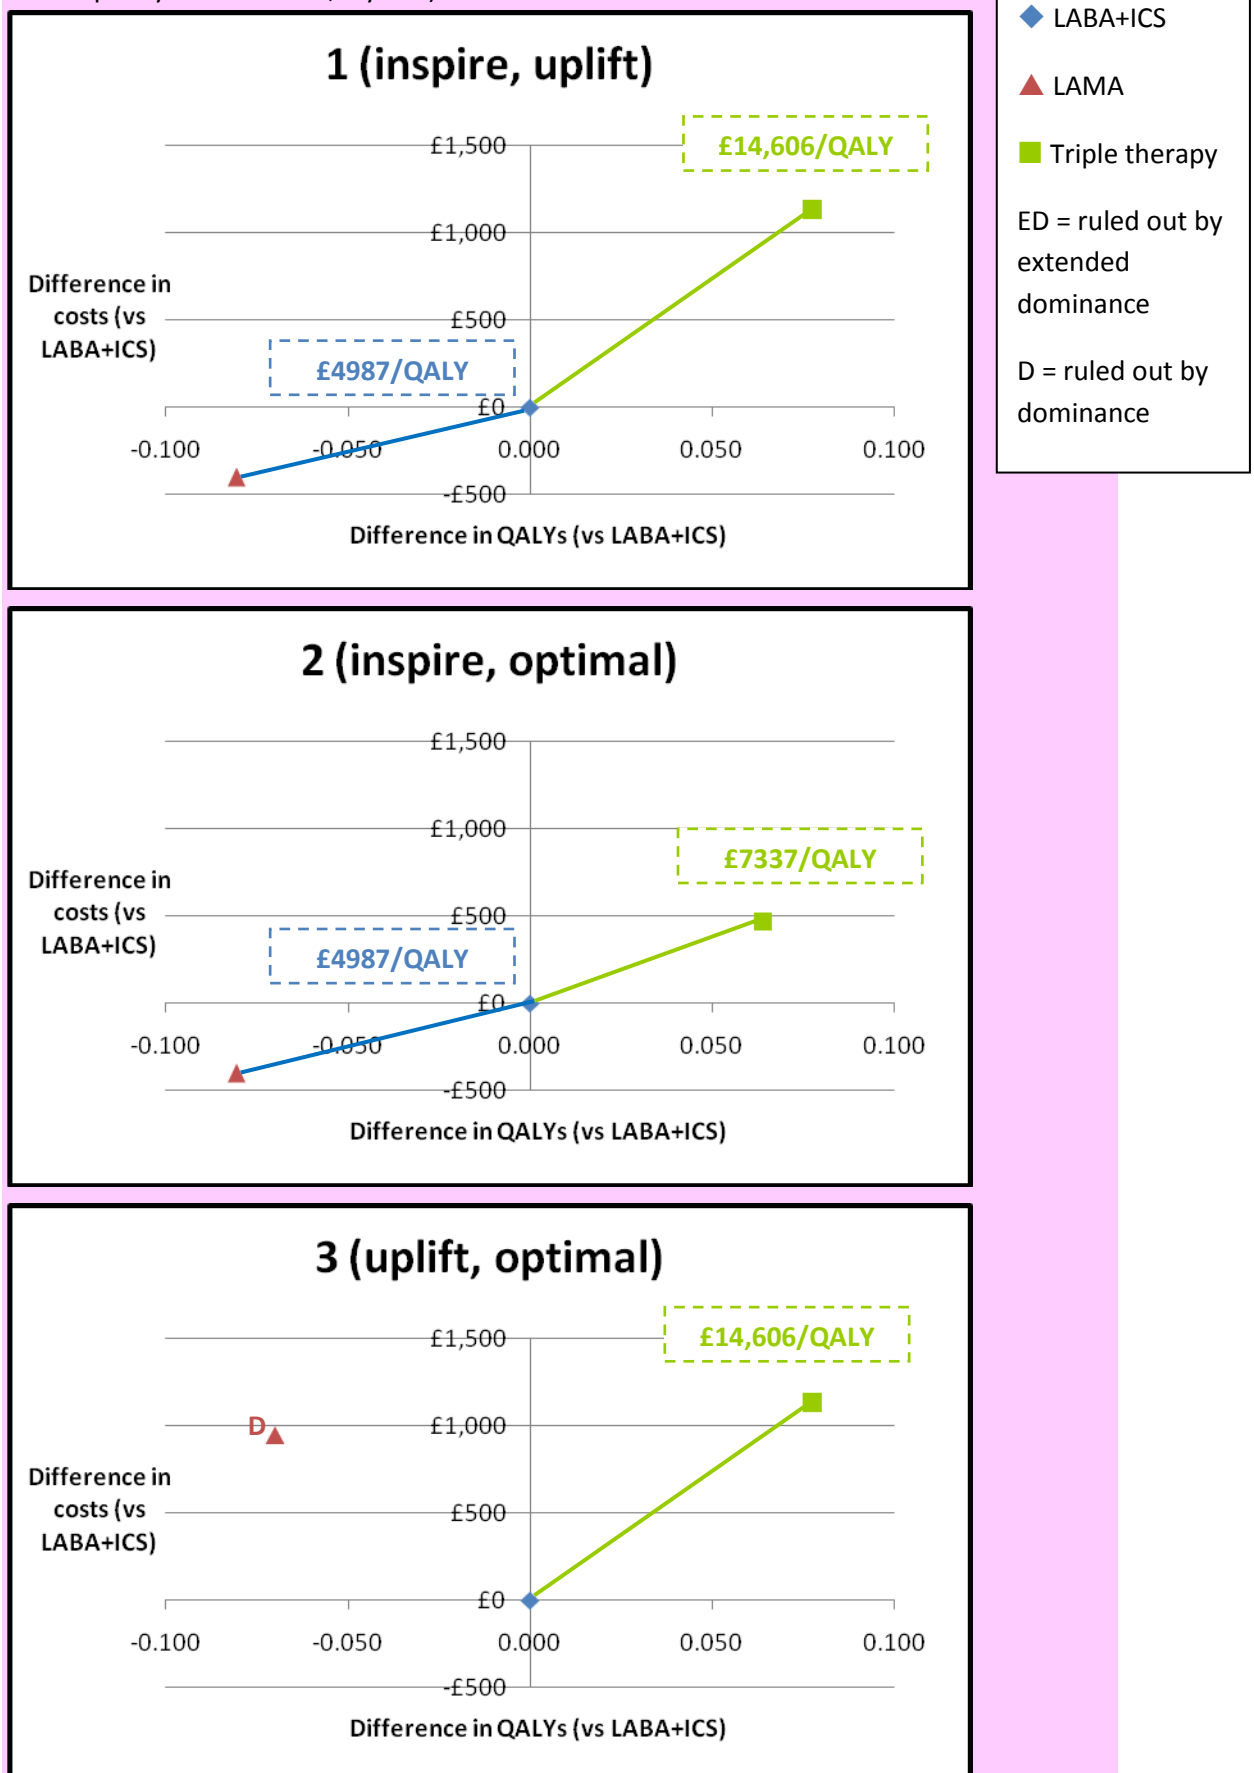 1 (inspire, uplift)
£14,606/QALY
£1,500
£1,000
Difference in
costs (vs
LABA+ICS)
£500
£4987/QALY
£0
-0.100
-0.050
0.000
0.050
0.100
-£500
Difference in QALYs (vs LABA+ICS)
LABA+ICS
LAMA
Triple therapy
ED = ruled out by
extended
dominance
D = ruled out by
dominance
2 (inspire, optimal)
£1,500
£1,000
£7337/QALY
Difference in
costs (vs
LABA+ICS)
£500
£4987/QALY
£0
-0.100
-0.050
0.000
0.050
0.100
-£500
Difference in QALYs (vs LABA+ICS)
3 (uplift, optimal)
£14,606/QALY
£1,500
D
£1,000
Difference in
costs (vs
LABA+ICS)
£500
£0
-0.100
-0.050
0.000
0.050
0.100
-£500
Difference in QALYs (vs LABA+ICS)